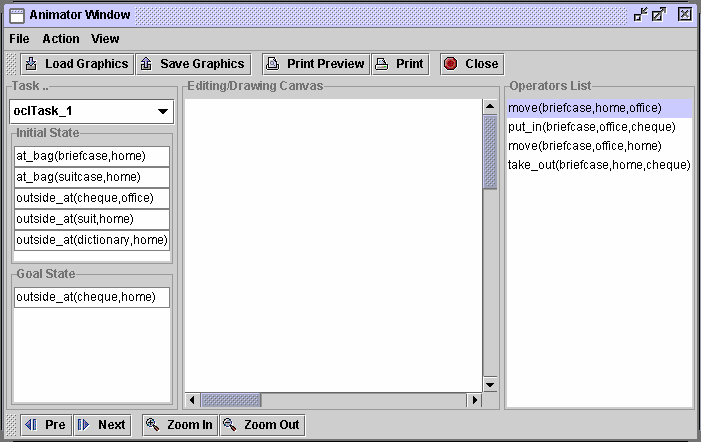 Animator Window
File Action View
Load Graphics Save Graphics Print Preview Print Close
Task .. Editing/Drawing Canvas Operators List
oclTask_1
Initial State
at_bag(briefcase,home)
at_bag(suitcase,home)
outside_at(cheque,office)
outside_at(suit,home)
outside_at(dictionary,home)
Goal State
outside_at(cheque,home)
move(briefcase,home,office)
put_in(briefcase,office,cheque)
move(briefcase,office,home)
take_out(briefcase,home,cheque)
Pre Next Zoom In Zoom Out